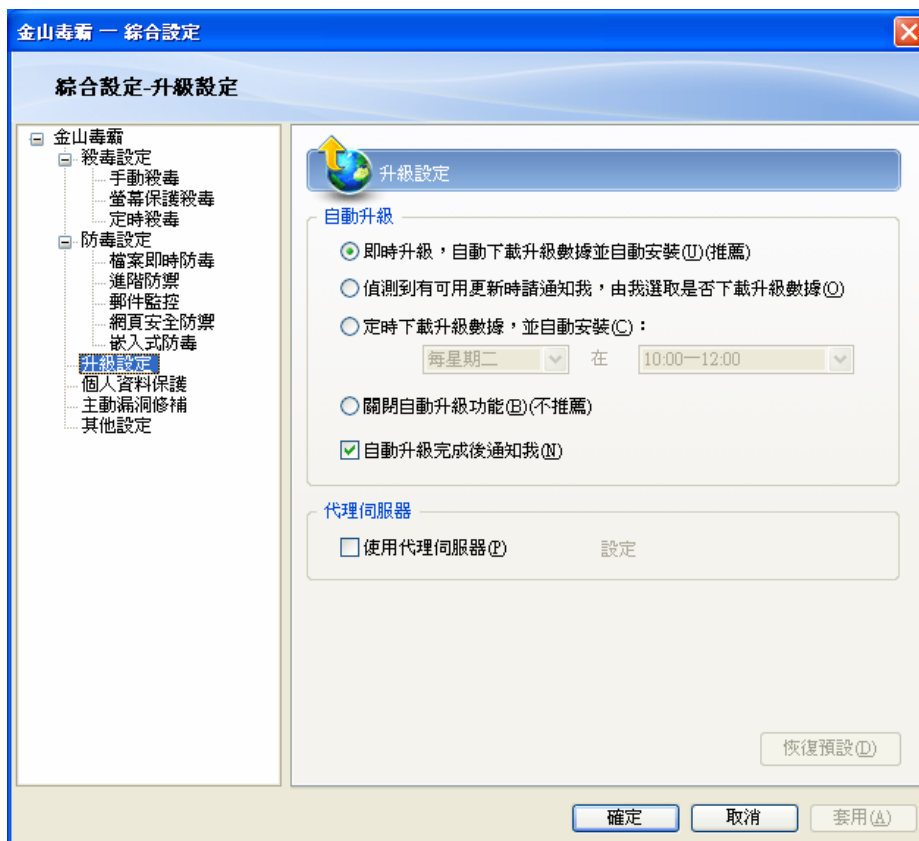 金山毒霸 — 綜合設定
綜合設定-升級設定
金山毒霸
殺毒設定
手動殺毒
螢幕保護殺毒
定時殺毒
防毒設定
檔案即時防毒
進階防禦
郵件監控
網頁安全防禦
嵌入式防毒
升級設定
個人資料保護
主動漏洞修補
其他設定
升級設定
自動升級
即時升級，自動下載升級數據並自動安裝(U)(推薦)
偵測到有可用更新時請通知我，由我選取是否下載升級數據(O)
定時下載升級數據，並自動安裝(C)：
每星期二 在 10:00—12:00
關閉自動升級功能(B)(不推薦)
自動升級完成後通知我(N)
代理伺服器
使用代理伺服器(P) 設定
恢復預設(D)
確定 取消 套用(A)